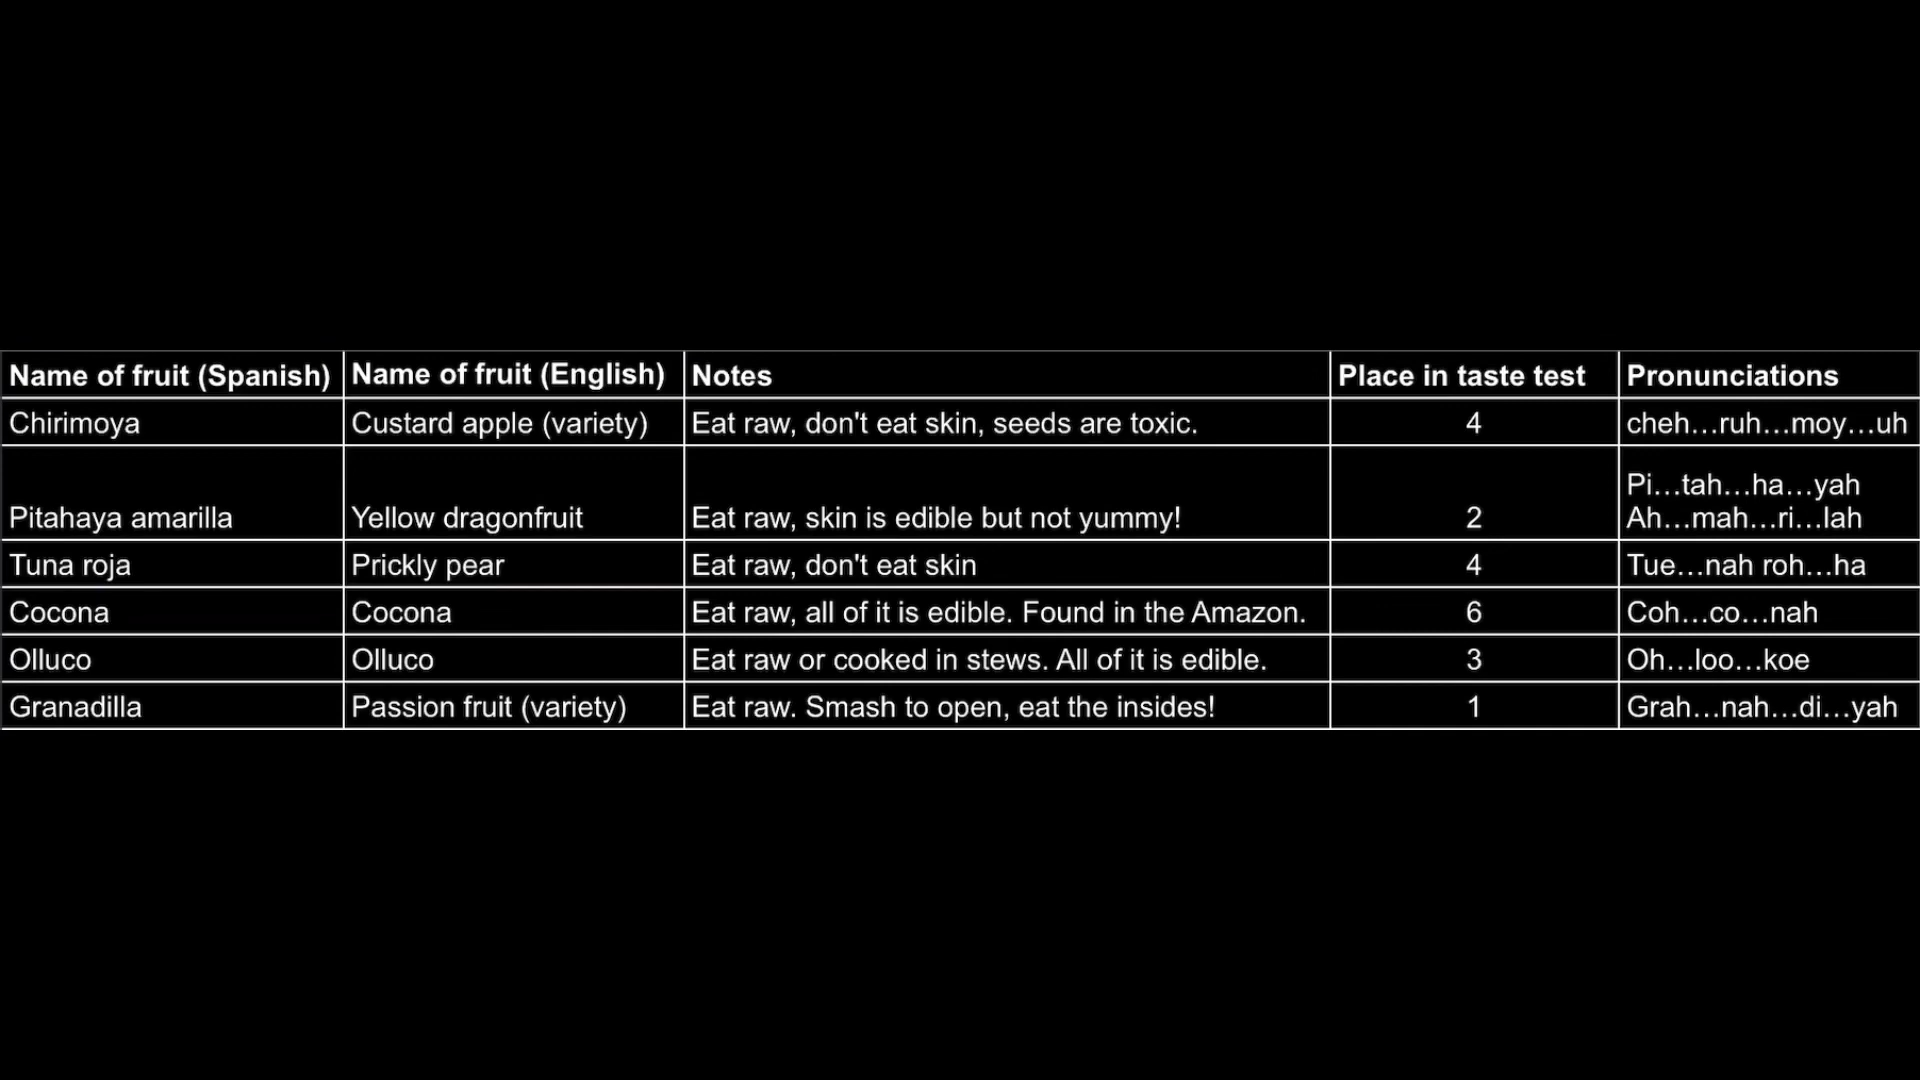 Name of fruit (Spanish) Name of fruit (English) Notes Place in taste test Pronunciations
Chirimoya Custard apple (variety) Eat raw, don't eat skin, seeds are toxic. 4 cheh…ruh…moy…uh
Pitahaya amarilla Yellow dragonfruit Eat raw, skin is edible but not yummy! 2 Pi…tah…ha…yah
Ah…mah…ri…lah
Tuna roja Prickly pear Eat raw, don't eat skin 4 Tue…nah roh…ha
Cocona Cocona Eat raw, all of it is edible. Found in the Amazon. 6 Coh…co…nah
Olluco Olluco Eat raw or cooked in stews. All of it is edible. 3 Oh…loo…koe
Granadilla Passion fruit (variety) Eat raw. Smash to open, eat the insides! 1 Grah…nah…di…yah